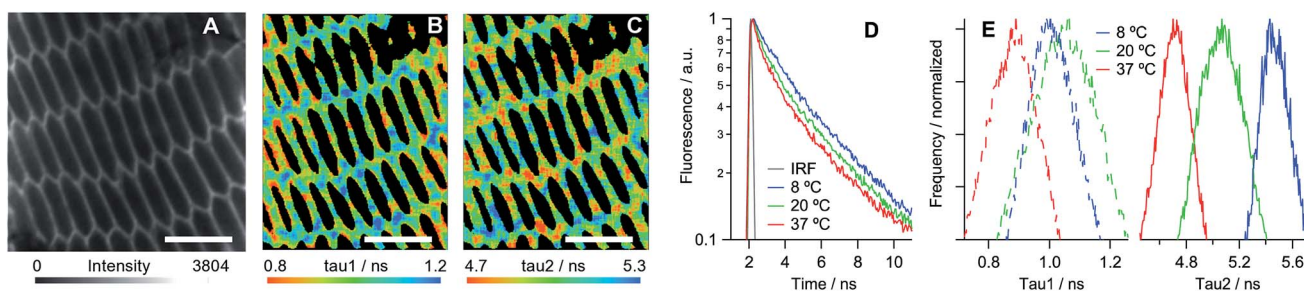 A
0 Intensity 3804
B
0.8 tau1 / ns 1.2
C
4.7 tau2 / ns 5.3
D
Fluorescence / a.u.
1
7
6
5
4
3
2
0.1
IRF
8 ºC
20 ºC
37 ºC
2 4 6 8 10
Time / ns
E
Frequency / normalized
8 ºC
20 ºC
37 ºC
0.8 1.0 1.2
Tau1 / ns
4.8 5.2 5.6
Tau2 / ns